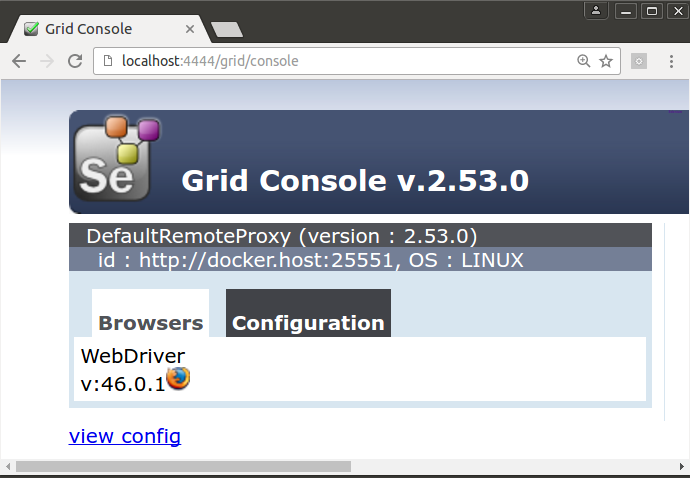 Grid Console
localhost:4444/grid/console
Se
Grid Console v.2.53.0
DefaultRemoteProxy (version : 2.53.0)
id : http://docker.host:25551, OS : LINUX
Browsers Configuration
WebDriver
v:46.0.1
view config